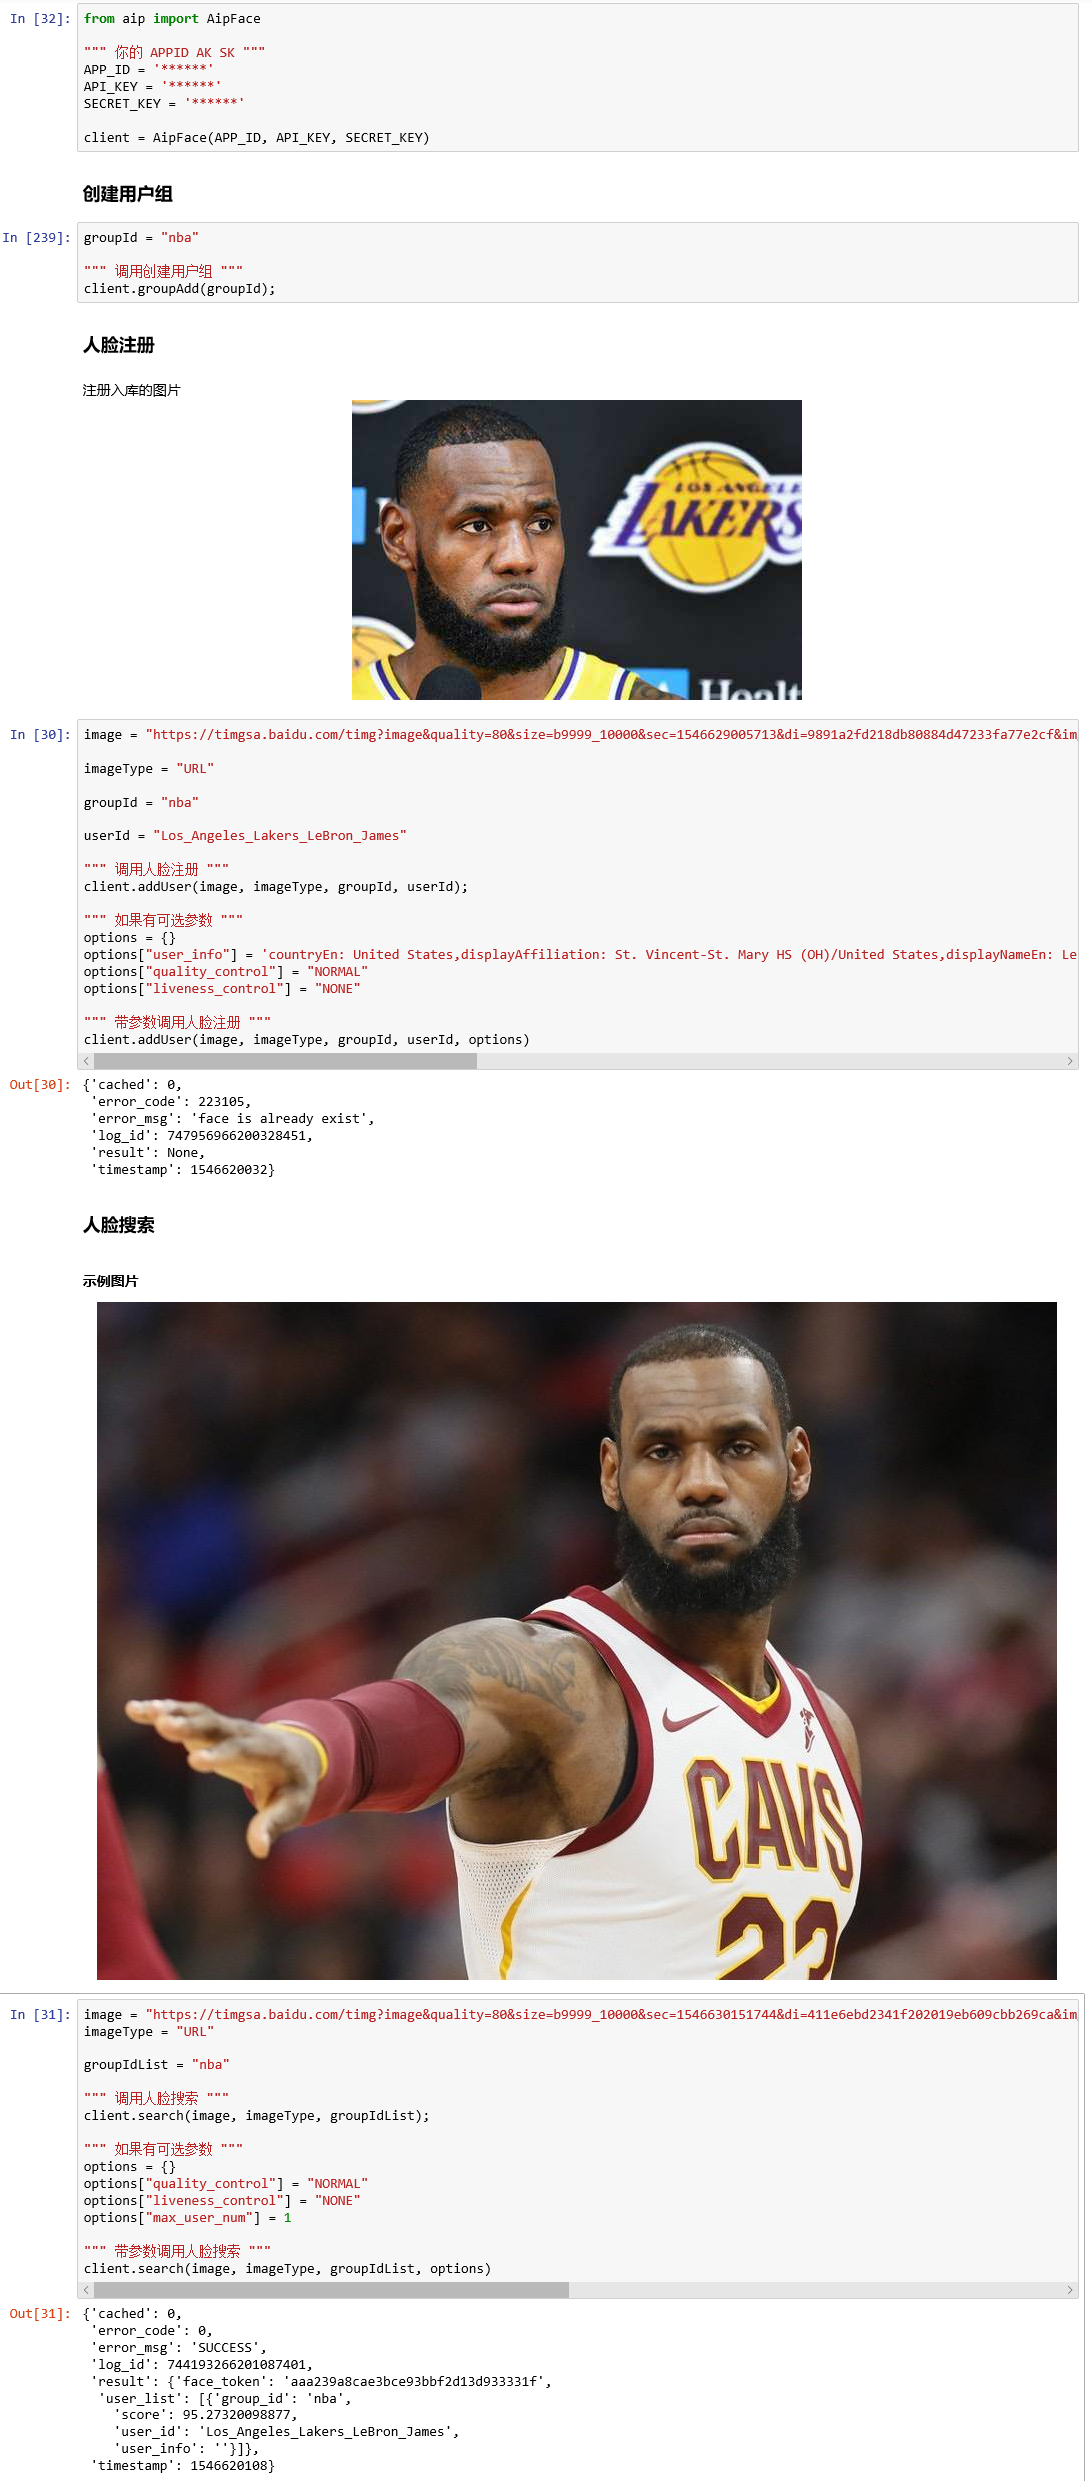 In [32]:
from aip import AipFace
""" 你的 APPID AK SK """
APP_ID = '******'
API_KEY = '******'
SECRET_KEY = '******'
client = AipFace(APP_ID, API_KEY, SECRET_KEY)
创建用户组
In [239]:
groupId = "nba"
""" 调用创建用户组 """
client.groupAdd(groupId);
人脸注册
注册入库的图片
LOS ANGELES
LAKERS
Healt
In [30]:
image = "https://timgsa.baidu.com/timg?image&quality=80&size=b9999_10000&sec=1546629005713&di=9891a2fd218db80884d47233fa77e2cf&im
imageType = "URL"
groupId = "nba"
userId = "Los_Angeles_Lakers_LeBron_James"
""" 调用人脸注册 """
client.addUser(image, imageType, groupId, userId);
""" 如果有可选参数 """
options = {}
options["user_info"] = 'countryEn: United States,displayAffiliation: St. Vincent-St. Mary HS (OH)/United States,displayNameEn: Le
options["quality_control"] = "NORMAL"
options["liveness_control"] = "NONE"
""" 带参数调用人脸注册 """
client.addUser(image, imageType, groupId, userId, options)
Out[30]:
{'cached': 0,
'error_code': 223105,
'error_msg': 'face is already exist',
'log_id': 747956966200328451,
'result': None,
'timestamp': 1546620032}
人脸搜索
示例图片
CAVS
23
In [31]:
image = "https://timgsa.baidu.com/timg?image&quality=80&size=b9999_10000&sec=1546630151744&di=411e6ebd2341f202019eb609cbb269ca&im
imageType = "URL"
groupIdList = "nba"
""" 调用人脸搜索 """
client.search(image, imageType, groupIdList);
""" 如果有可选参数 """
options = {}
options["quality_control"] = "NORMAL"
options["liveness_control"] = "NONE"
options["max_user_num"] = 1
""" 带参数调用人脸搜索 """
client.search(image, imageType, groupIdList, options)
Out[31]:
{'cached': 0,
'error_code': 0,
'error_msg': 'SUCCESS',
'log_id': 744193266201087401,
'result': {'face_token': 'aaa239a8cae3bce93bbf2d13d933331f',
'user_list': [{'group_id': 'nba',
'score': 95.27320098877,
'user_id': 'Los_Angeles_Lakers_LeBron_James',
'user_info': ''}]},
'timestamp': 1546620108}